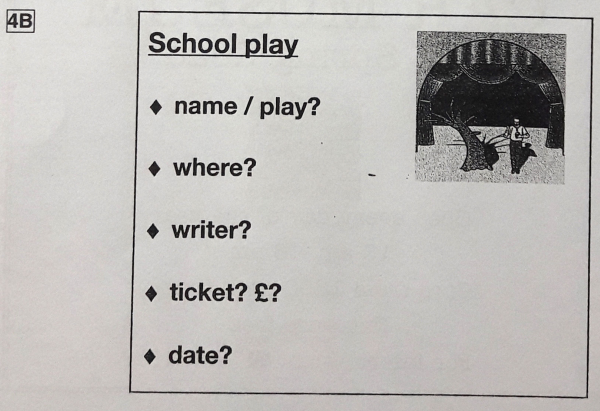 4B
School play
♦ name / play?
♦ where?
♦ writer?
♦ ticket? £?
♦ date?